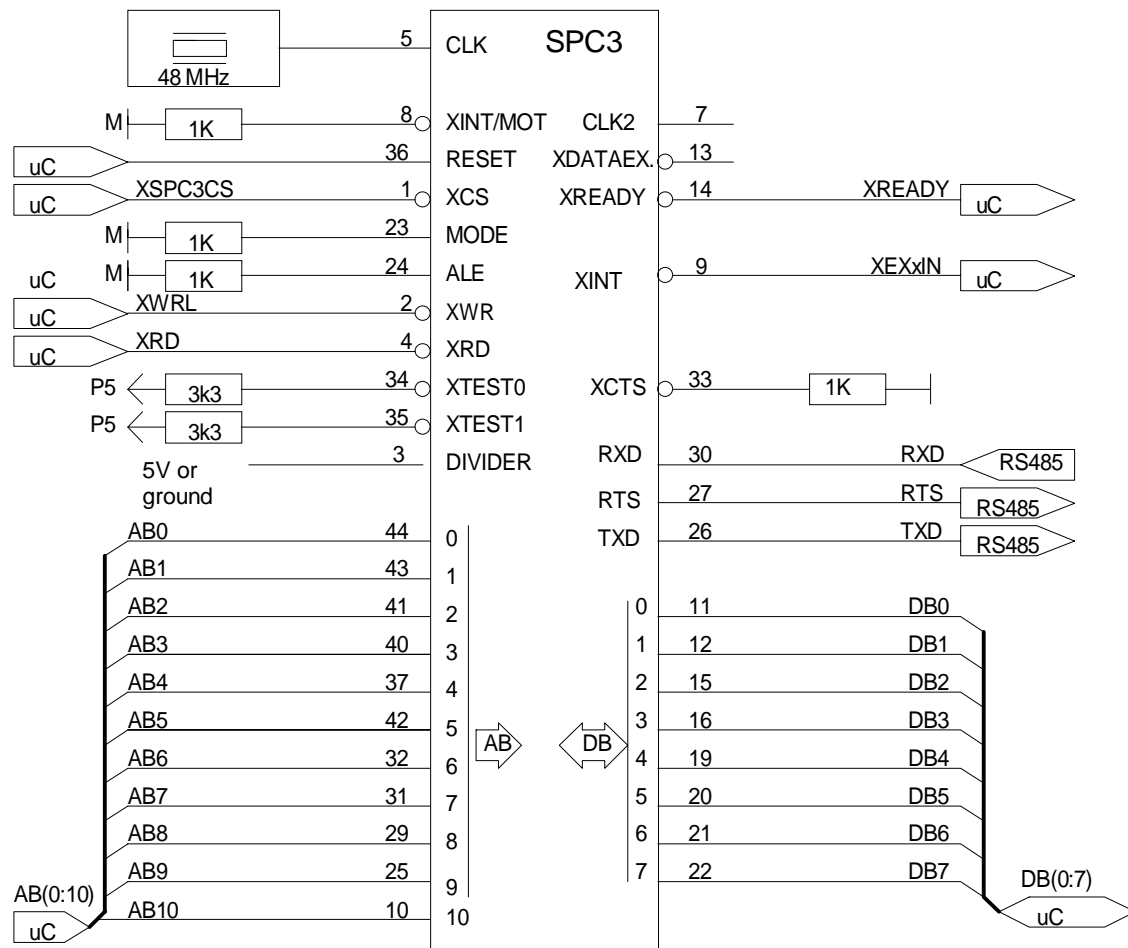 5 CLK SPC3
48 MHz
M 1K 8 XINT/MOT CLK2 7
uC 36 RESET XDATAEX. 13
uC XSPC3CS 1 XCS XREADY 14 XREADY uC
M 1K 23 MODE
uC M 1K 24 ALE XINT 9 XEXxIN uC
uC XWRL 2 XWR
uC XRD 4 XRD
P5 3k3 34 XTEST0 XCTS 33 1K
P5 3k3 35 XTEST1
5V or 3 DIVIDER RXD 30 RXD RS485
ground
RTS 27 RTS RS485
AB0 44 0 TXD 26 TXD RS485
AB1 43 1
AB2 41 2 0 11 DB0
AB3 40 3 1 12 DB1
AB4 37 4 2 15 DB2
AB5 42 5 AB DB 3 16 DB3
AB6 32 6 4 19 DB4
AB7 31 7 5 20 DB5
AB8 29 8 6 21 DB6
AB9 25 9 7 22 DB7
AB(0:10) DB(0:7)
uC AB10 10 10 uC